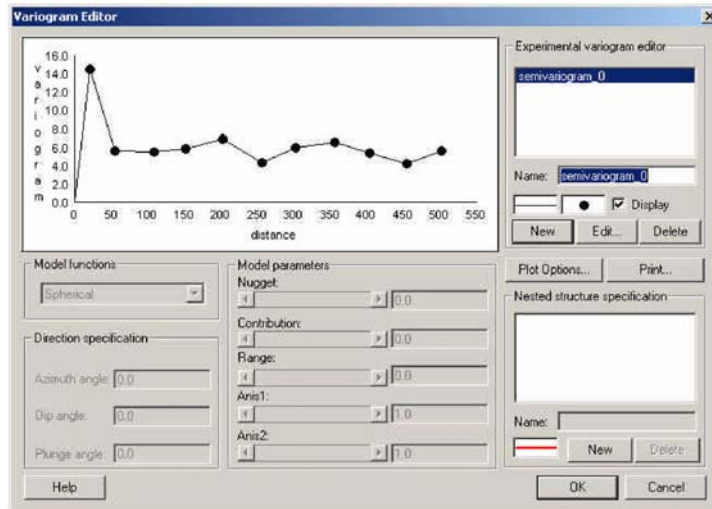 Variogram Editor
variogram
16.0
14.0
12.0
10.0
8.0
6.0
4.0
2.0
0.0
0 50 100 150 200 250 300 350 400 450 500 550
distance
Experimental variogram editor
semivariogram_0
Name: semivariogram_0
Display
New Edit... Delete
Plot Options... Print...
Model functions
Spherical
Direction specification
Azimuth angle: 0.0
Dip angle: 0.0
Plunge angle: 0.0
Model parameters
Nugget:
0.0
Contribution:
0.0
Range:
0.0
Anis1:
1.0
Anis2:
1.0
Nested structure specification
Name:
New Delete
Help OK Cancel